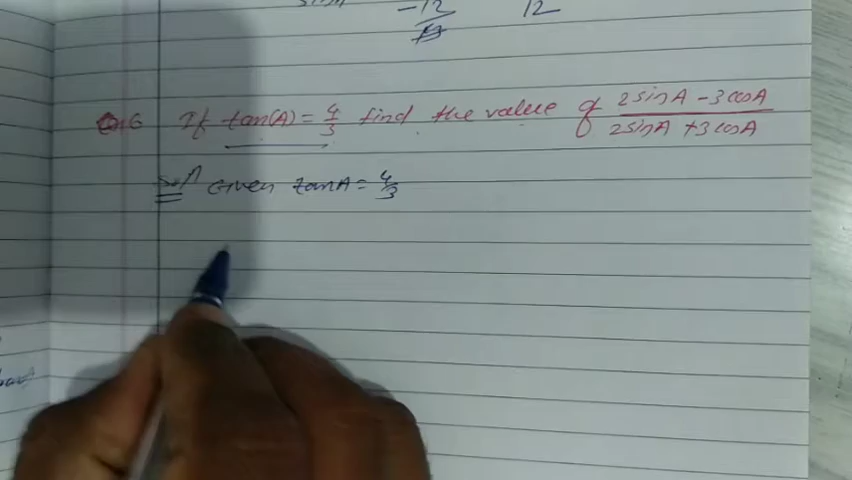 -12 12
Q.6 If tan(A) = 4/3 find the value of (2sinA - 3cosA)/(2sinA + 3cosA)
Sol^n Given tanA = 4/3